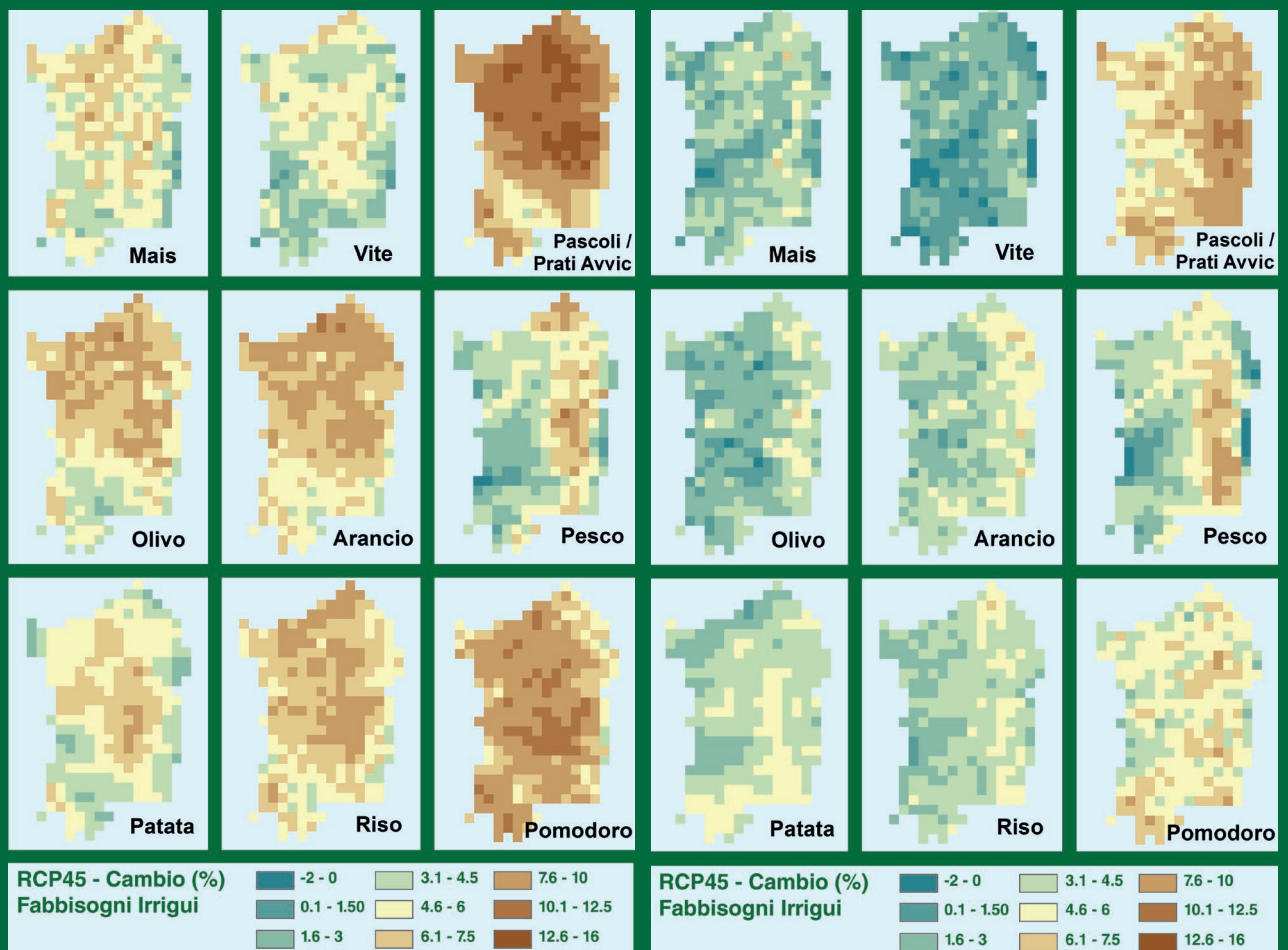 Mais
Vite
Pascoli /
Prati Avvic
Mais
Vite
Pascoli /
Prati Avvic
Olivo
Arancio
Pesco
Olivo
Arancio
Pesco
Patata
Riso
Pomodoro
Patata
Riso
Pomodoro
RCP45 - Cambio (%)
Fabbisogni Irrigui
-2 - 0
3.1 - 4.5
7.6 - 10
0.1 - 1.50
4.6 - 6
10.1 - 12.5
1.6 - 3
6.1 - 7.5
12.6 - 16
RCP45 - Cambio (%)
Fabbisogni Irrigui
-2 - 0
3.1 - 4.5
7.6 - 10
0.1 - 1.50
4.6 - 6
10.1 - 12.5
1.6 - 3
6.1 - 7.5
12.6 - 16